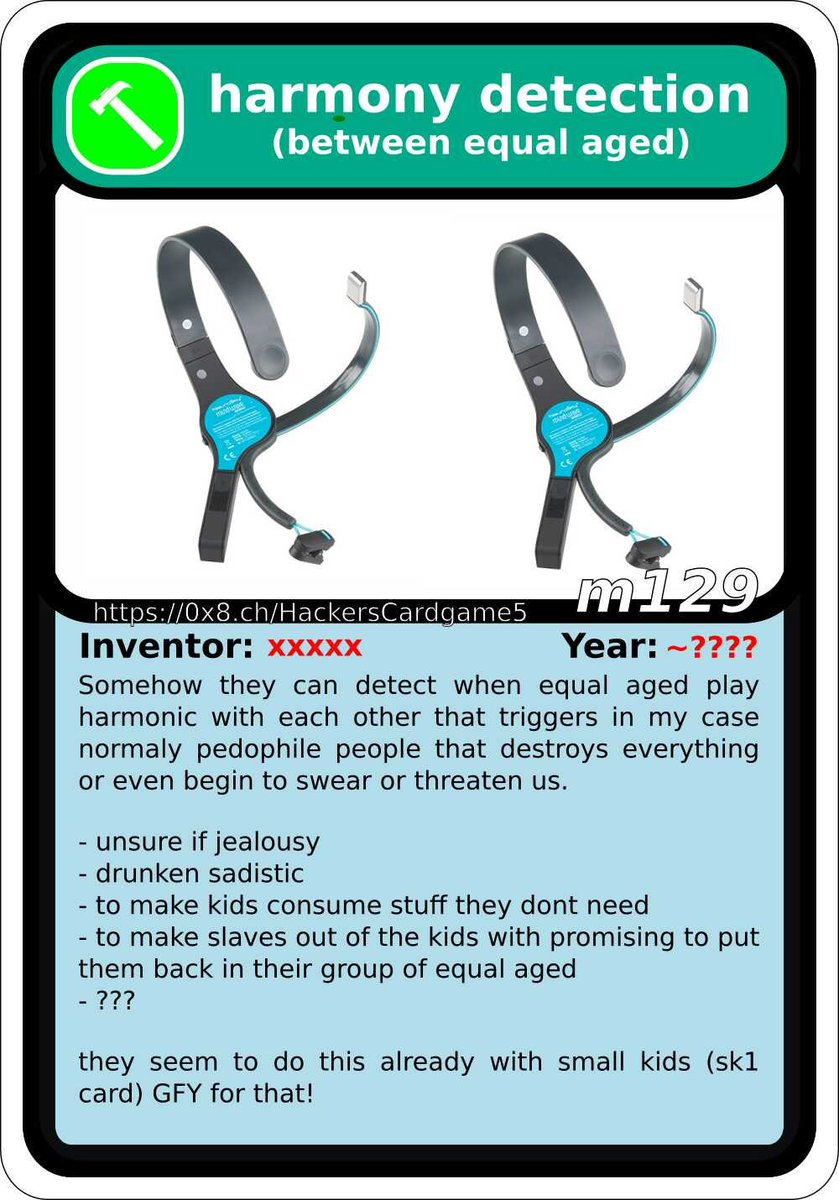 harmony detection
(between equal aged)
mindwave
mindwave
m129
https://0x8.ch/HackersCardgame5
Inventor: xxxxx Year: ~????
Somehow they can detect when equal aged play
harmonic with each other that triggers in my case
normaly pedophile people that destroys everything
or even begin to swear or threaten us.
- unsure if jealousy
- drunken sadistic
- to make kids consume stuff they dont need
- to make slaves out of the kids with promising to put
them back in their group of equal aged
- ???
they seem to do this already with small kids (sk1
card) GFY for that!